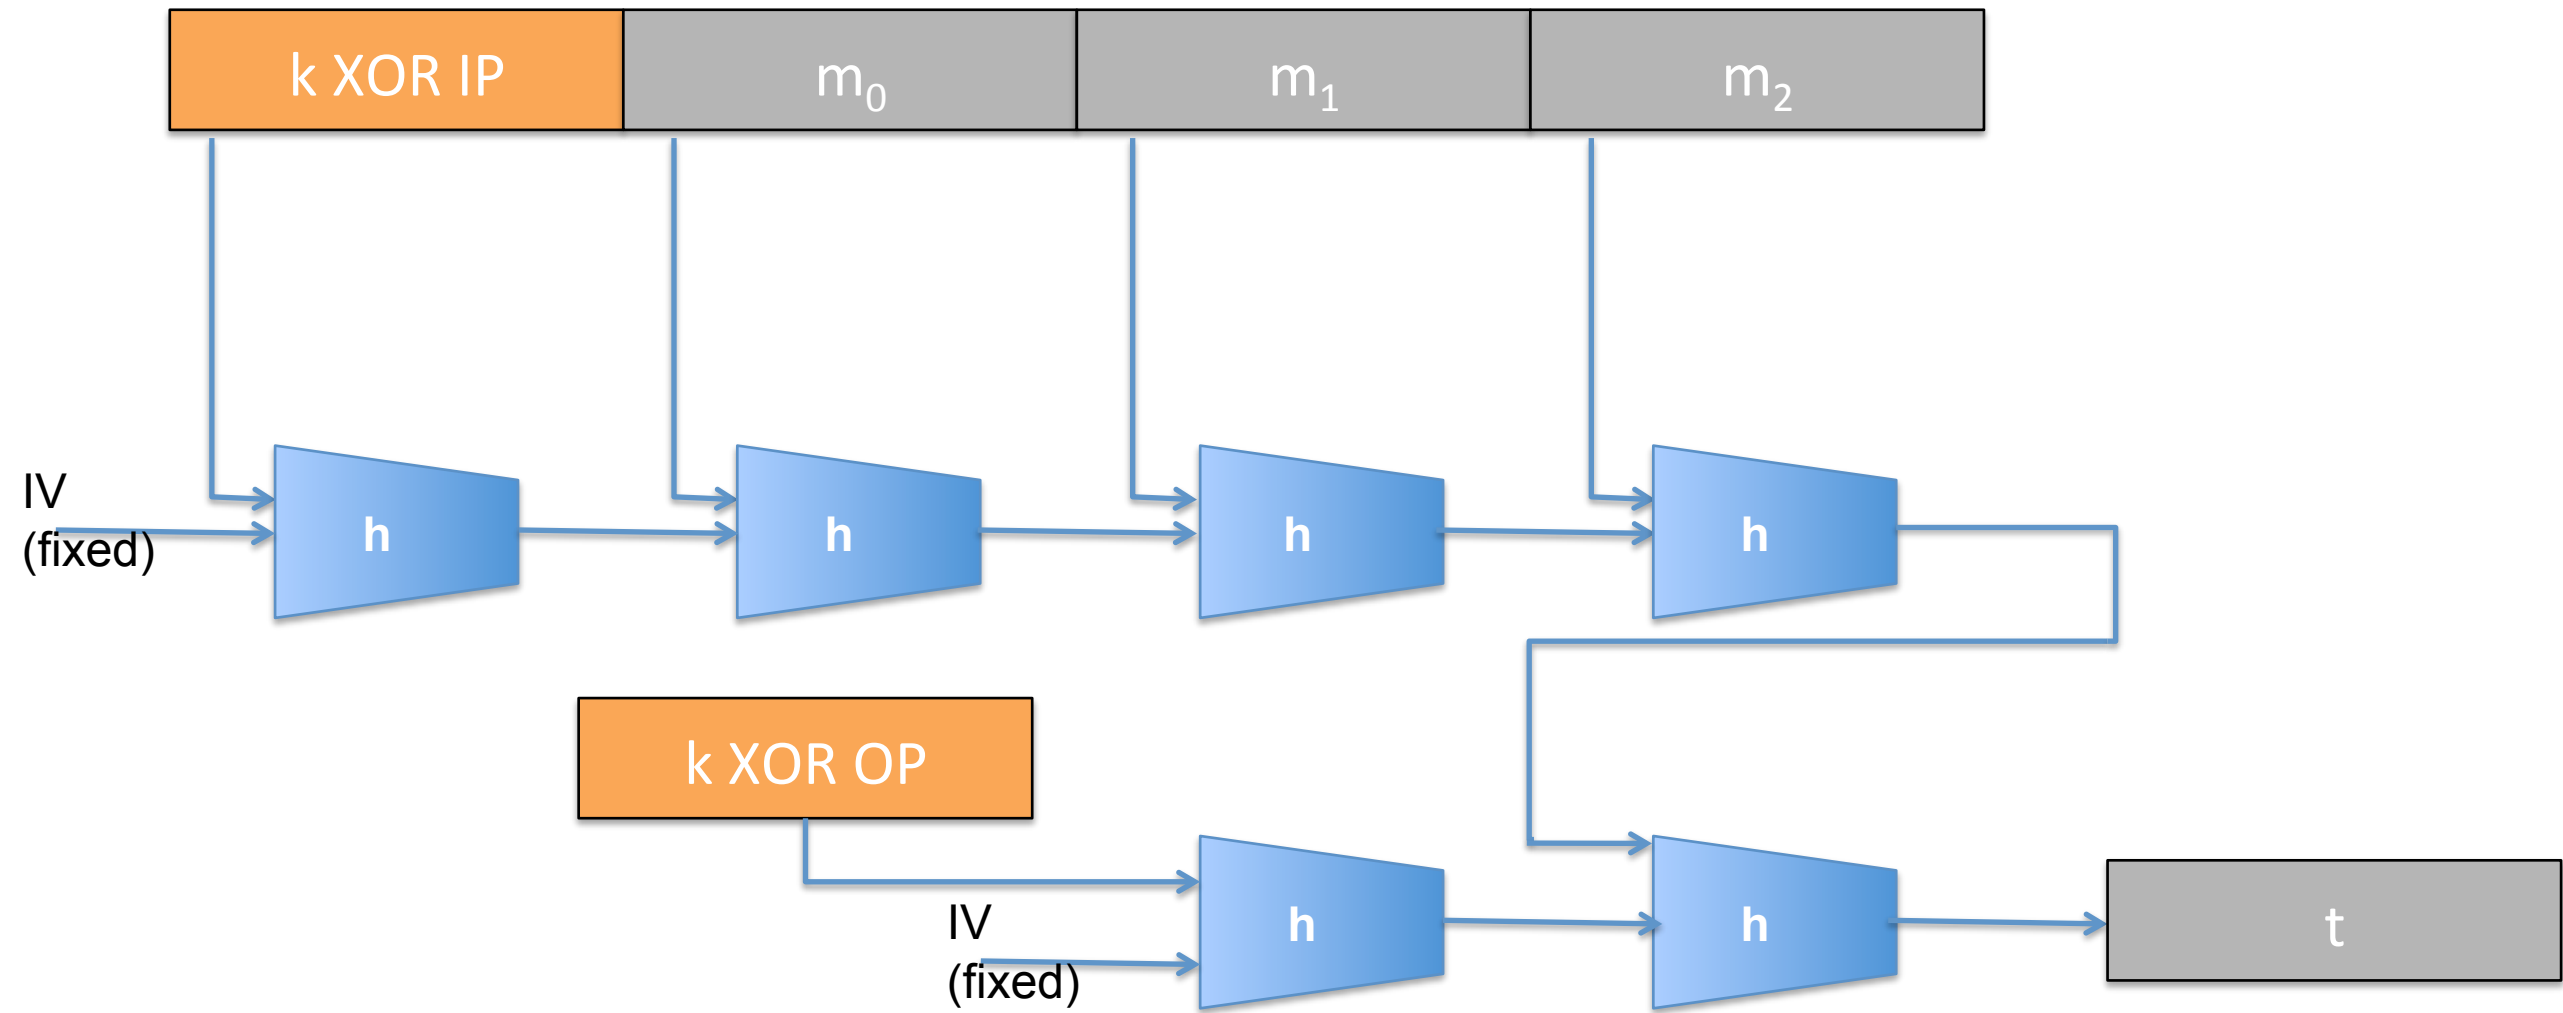 k XOR IP
m0
m1
m2
IV
(fixed)
h
h
h
h
k XOR OP
IV
(fixed)
h
h
t